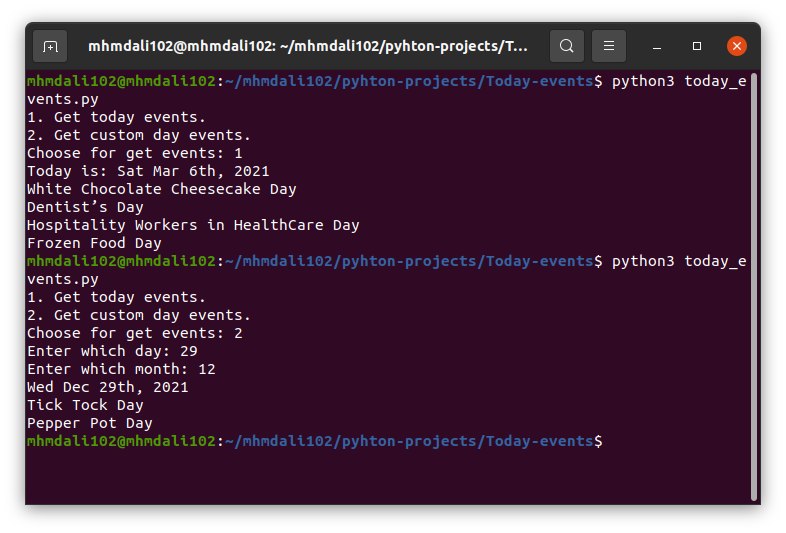 mhmdali102@mhmdali102: ~/mhmdali102/pyhton-projects/T...
mhmdali102@mhmdali102:~/mhmdali102/pyhton-projects/Today-events$ python3 today_e
vents.py
1. Get today events.
2. Get custom day events.
Choose for get events: 1
Today is: Sat Mar 6th, 2021
White Chocolate Cheesecake Day
Dentist’s Day
Hospitality Workers in HealthCare Day
Frozen Food Day
mhmdali102@mhmdali102:~/mhmdali102/pyhton-projects/Today-events$ python3 today_e
vents.py
1. Get today events.
2. Get custom day events.
Choose for get events: 2
Enter which day: 29
Enter which month: 12
Wed Dec 29th, 2021
Tick Tock Day
Pepper Pot Day
mhmdali102@mhmdali102:~/mhmdali102/pyhton-projects/Today-events$